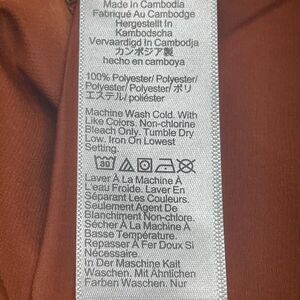 Made in Cambodia
Fabriqué Au Cambodge
Hergestellt In
Kambodscha
Vervaardigd In Cambodja
カンボジア製
hecho en camboya
100% Polyester/ Polyester/
Polyester/ Polyester/ ポリ
エステル/ poliéster
Machine Wash Cold. With
Like Colors. Non-chlorine
Bleach Only. Tumble Dry
Low. Iron On Lowest
Setting.
30
Laver À La Machine À
L'eau Froide. Laver En
Séparant Les Couleurs.
Seulement Agent De
Blanchiment Non-Chloré.
Sécher À La Machine À
Basse Température.
Repasser À Fer Doux Si
Nécessaire.
In Der Maschine Kalt
Waschen. Mit Ähnlichen
Farben Waschen. Nur